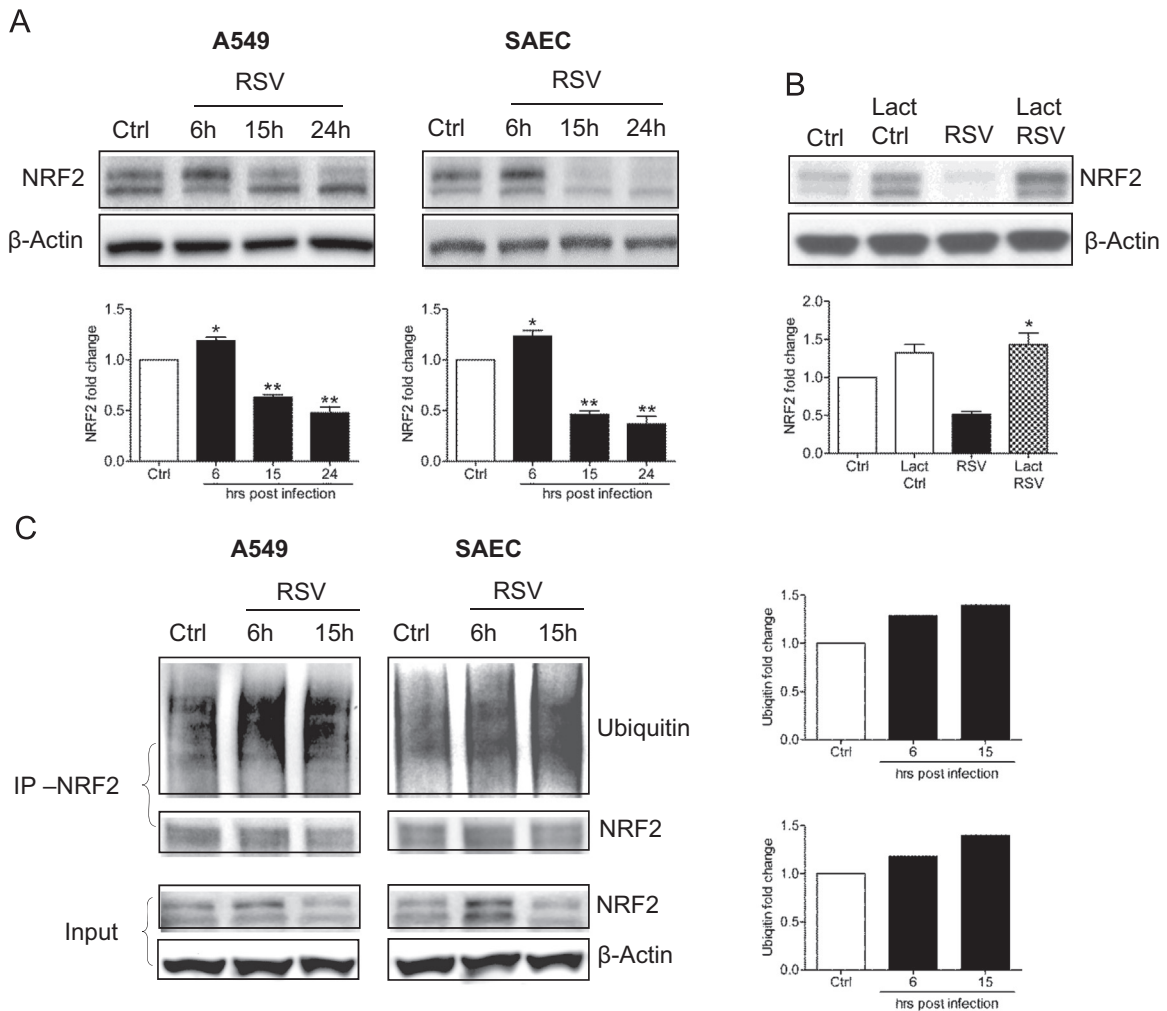 A
A549
SAEC
RSV
RSV
Ctrl 6h 15h 24h
Ctrl 6h 15h 24h
NRF2
β-Actin
1.5
1.0
0.5
0.0
NRF2 fold change
*
**
**
Ctrl 6 15 24
hrs post infection
1.5
1.0
0.5
0.0
NRF2 fold change
*
**
**
Ctrl 6 15 24
hrs post infection
B
Ctrl Lact Ctrl RSV Lact RSV
NRF2
β-Actin
2.0
1.5
1.0
0.5
0.0
NRF2 fold change
*
Ctrl Lact Ctrl RSV Lact RSV
C
A549
SAEC
RSV
RSV
Ctrl 6h 15h
Ctrl 6h 15h
Ubiquitin
IP –NRF2
NRF2
NRF2
Input
β-Actin
1.5
1.0
0.5
0.0
Ubiqitin fold change
Ctrl 6 15
hrs post infection
1.5
1.0
0.5
0.0
Ubiqitin fold change
Ctrl 6 15
hrs post infection